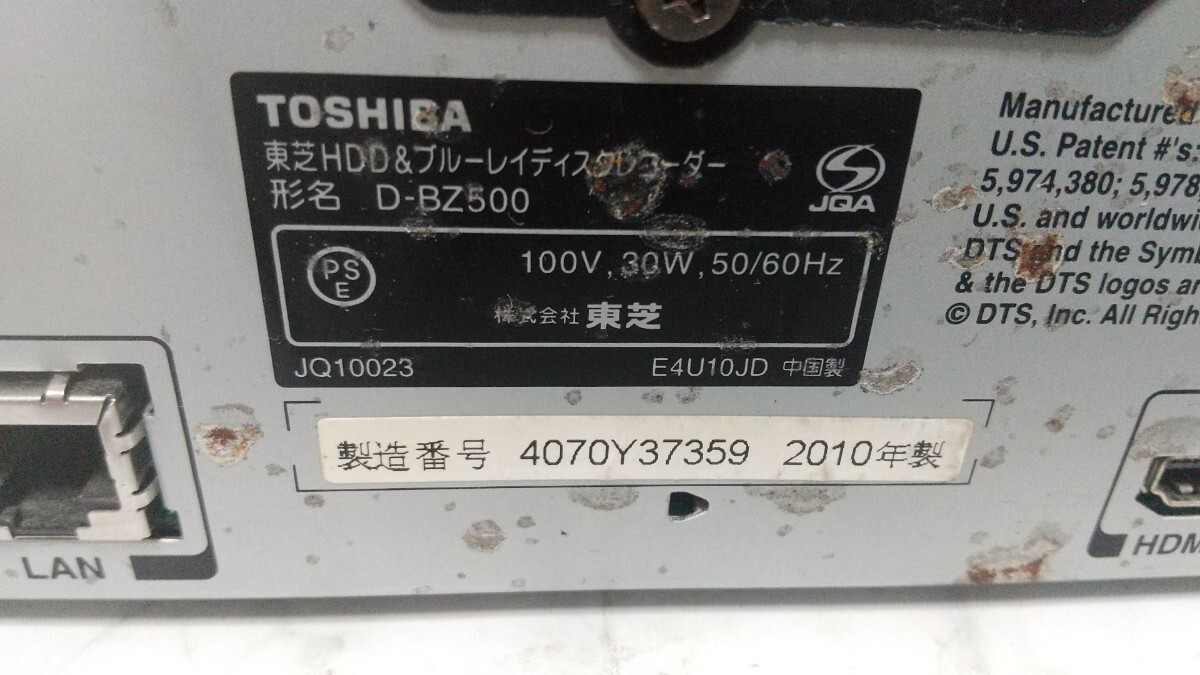 TOSHIBA
東芝HDD&ブルーレイディスクレコーダー
形名 D-BZ500
JQA
PS
E
100V, 30W, 50/60Hz
株式会社 東芝
JQ10023
E4U10JD 中国製
製造番号 4070Y37359 2010年製
Manufactured
U.S. Patent #'s:
5,974,380; 5,978
U.S. and worldwi
DTS and the Symb
& the DTS logos ar
© DTS, Inc. All Righ
LAN
HDM